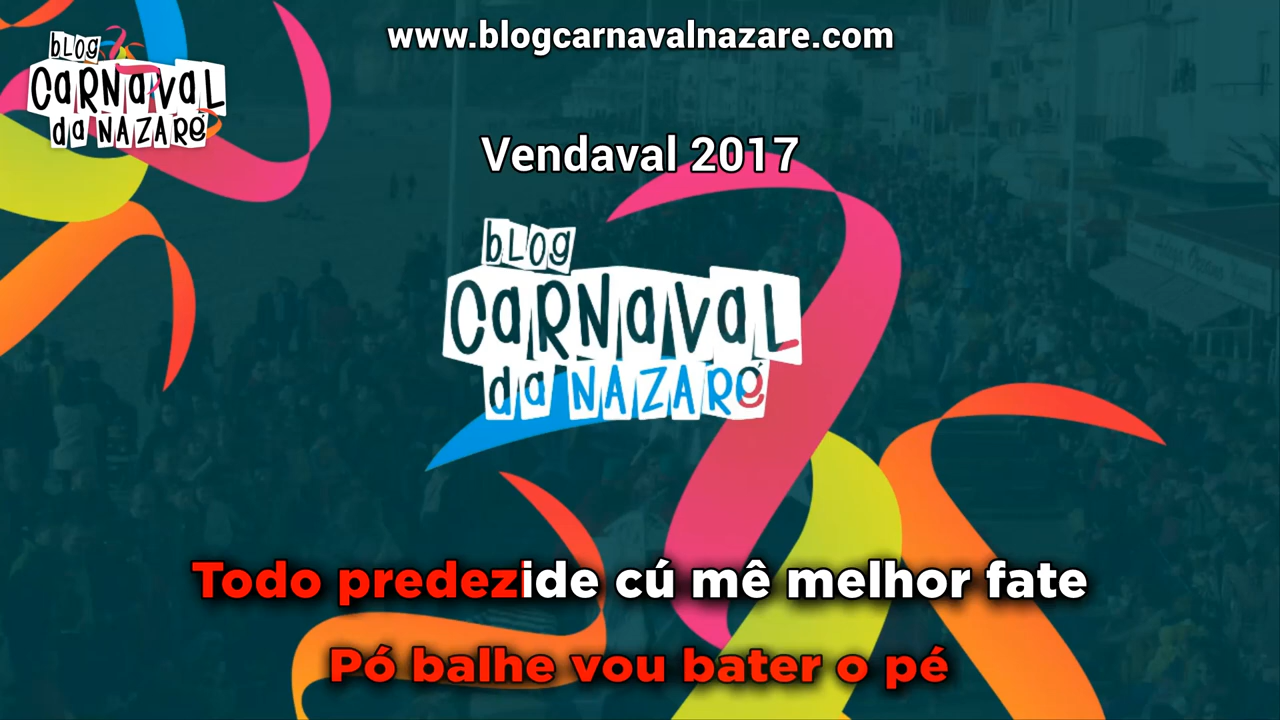 www.blogcarnavalnazare.com
blog
CaRNaVaL
da NAZARé
Vendaval 2017
bLog
CaRNaVaL
da NAZARé
Todo predezide cú mê melhor fate
Pó balhe vou bater o pé